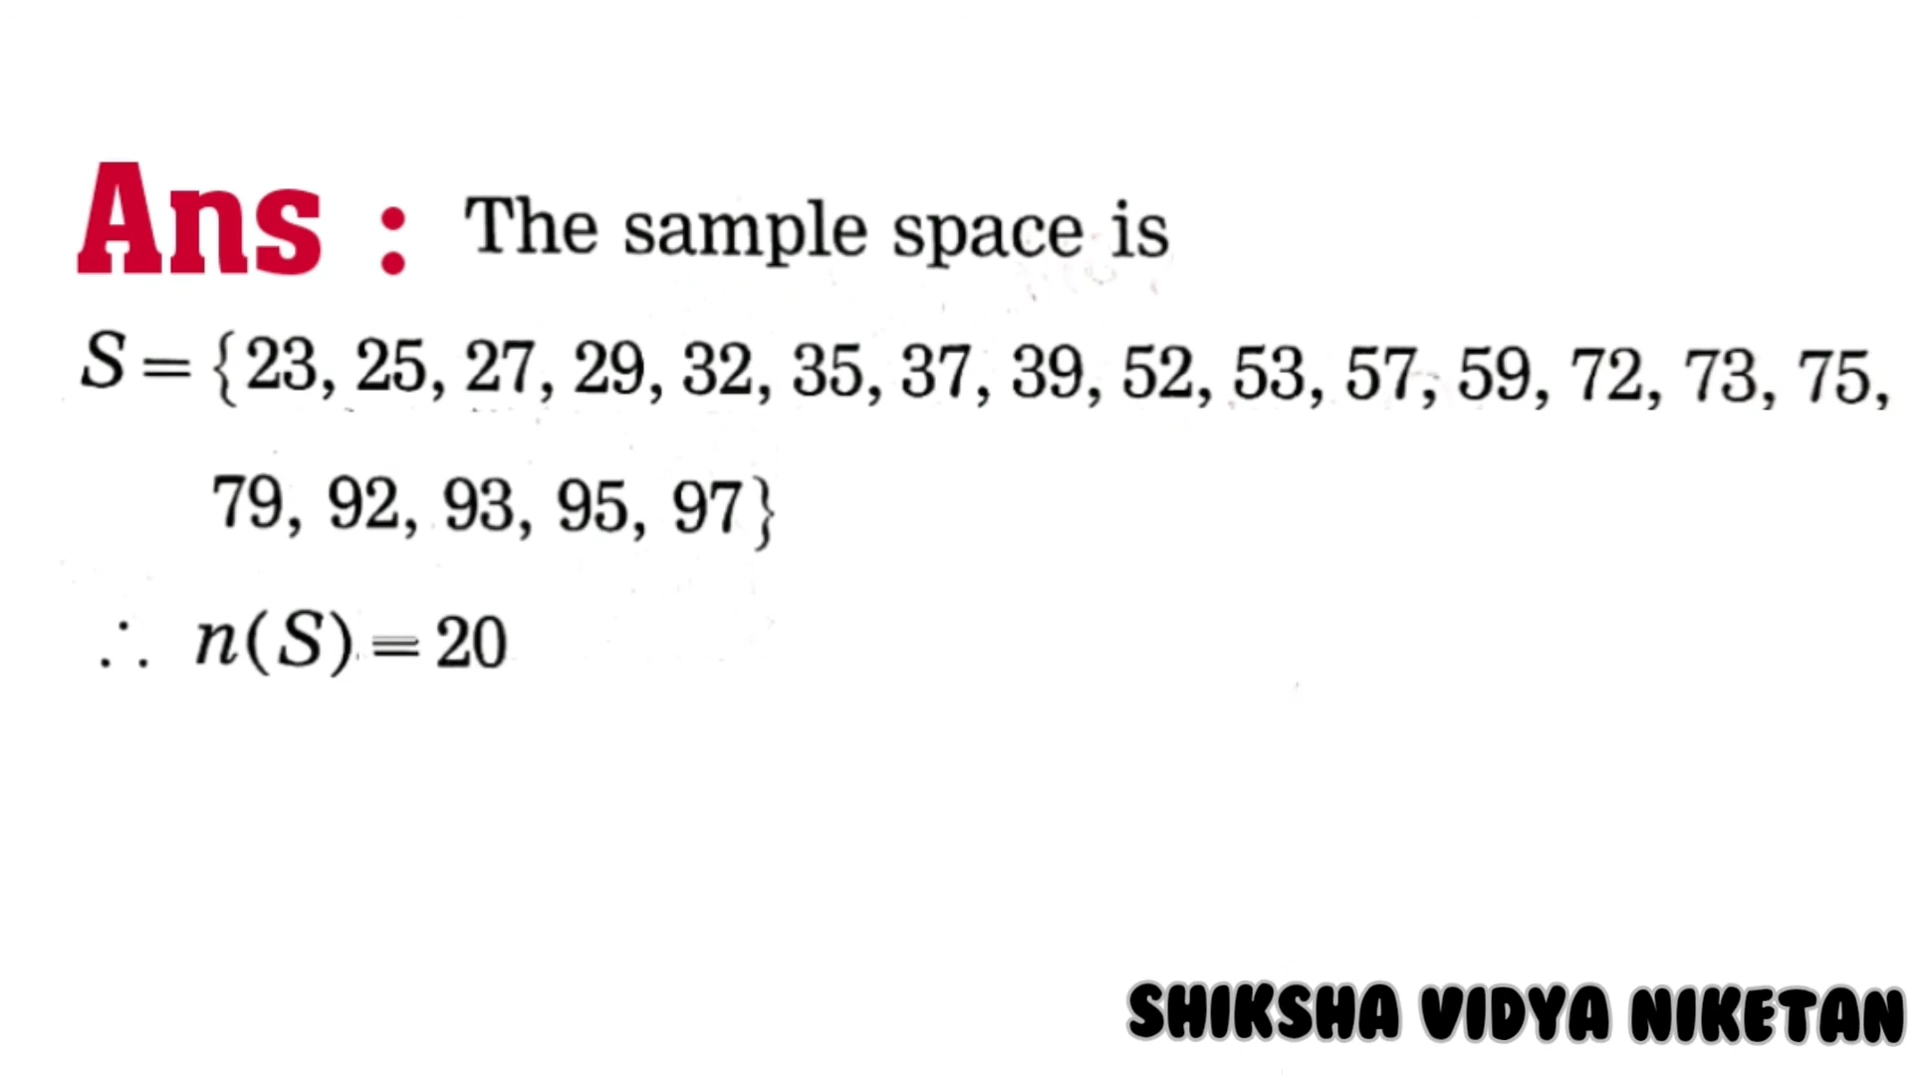 Ans : The sample space is
S = {23, 25, 27, 29, 32, 35, 37, 39, 52, 53, 57, 59, 72, 73, 75,
79, 92, 93, 95, 97}
∴ n(S) = 20
SHIKSHA VIDYA NIKETAN